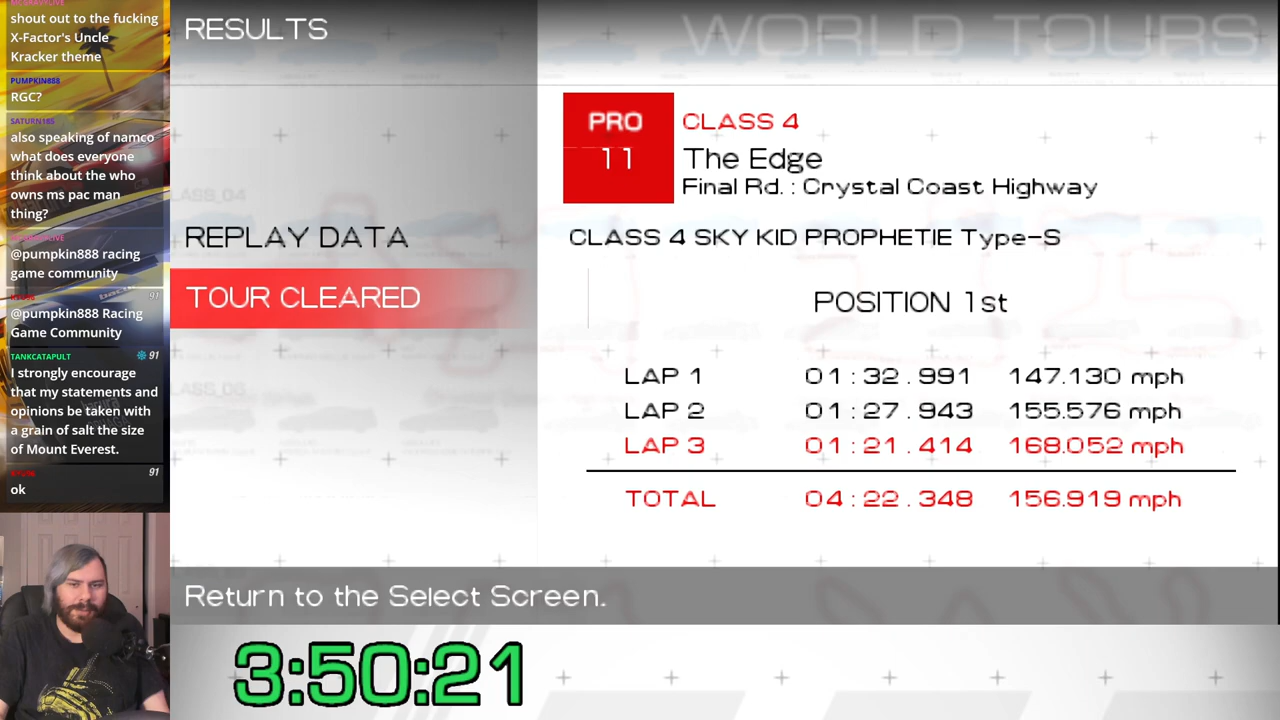 shout out to the fucking
X-Factor's Uncle
Kracker theme
PUMPKIN888
RGC?
SATURN165
also speaking of namco
what does everyone
think about the who
owns ms pac man
thing?
@pumpkin888 racing
game community
91
@pumpkin888 Racing
Game Community
TANKCATAPULT 91
I strongly encourage
that my statements and
opinions be taken with
a grain of salt the size
of Mount Everest.
91
ok
RESULTS
WORLD TOURS
PRO
11
CLASS 4
The Edge
Final Rd. : Crystal Coast Highway
CLASS_04
REPLAY DATA
TOUR CLEARED
CLASS_06
CLASS 4 SKY KID PROPHETIE Type-S
POSITION 1st
LAP 1 01 : 32 . 991 147.130 mph
LAP 2 01 : 27 . 943 155.576 mph
LAP 3 01 : 21 . 414 168.052 mph
TOTAL 04 : 22 . 348 156.919 mph
Return to the Select Screen.
3:50:21